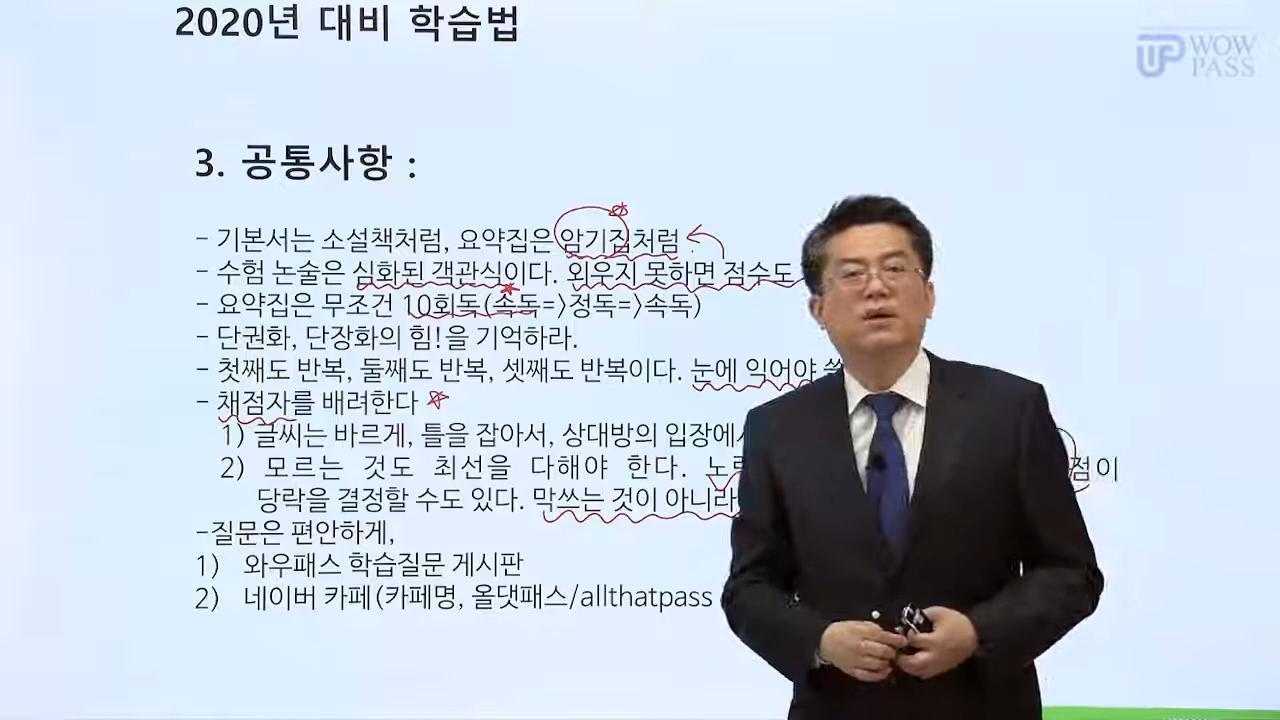 2020년 대비 학습법
WOW
PASS
3. 공통사항 :
- 기본서는 소설책처럼, 요약집은 암기집처럼
- 수험 논술은 심화된 객관식이다. 외우지 못하면 점수도
- 요약집은 무조건 10회독(속독=>정독=>속독)
- 단권화, 단장화의 힘!을 기억하라.
- 첫째도 반복, 둘째도 반복, 셋째도 반복이다. 눈에 익어야
- 채점자를 배려한다
1) 글씨는 바르게, 틀을 잡아서, 상대방의 입장에서
2) 모르는 것도 최선을 다해야 한다. 점이
당락을 결정할 수도 있다. 막쓰는 것이 아니라
-질문은 편안하게,
1) 와우패스 학습질문 게시판
2) 네이버 카페(카페명, 올댓패스/allthatpass